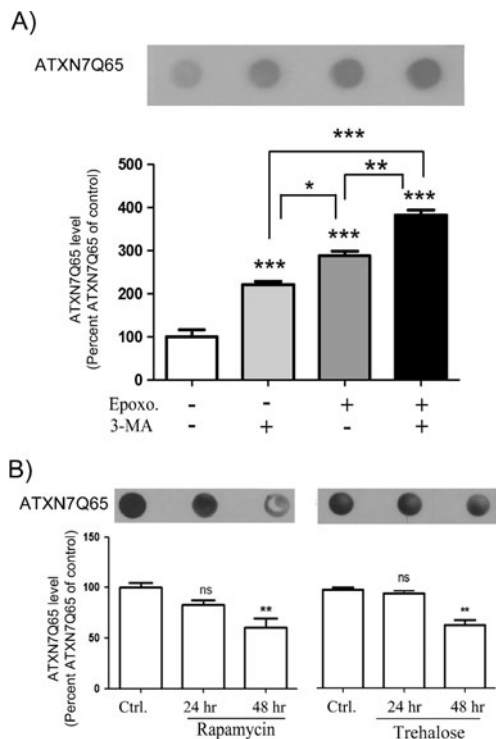 A)
ATXN7Q65
***
* **
*** *** ***
ATXN7Q65 level
(Percent ATXN7Q65 of control)
500
400
300
200
100
0
Epoxo. - - + +
3-MA - + - +
B)
ATXN7Q65
ATXN7Q65 level
(Percent ATXN7Q65 of control)
100
50
0
ns **
Ctrl. 24 hr 48 hr
Rapamycin
ns **
Ctrl. 24 hr 48 hr
Trehalose